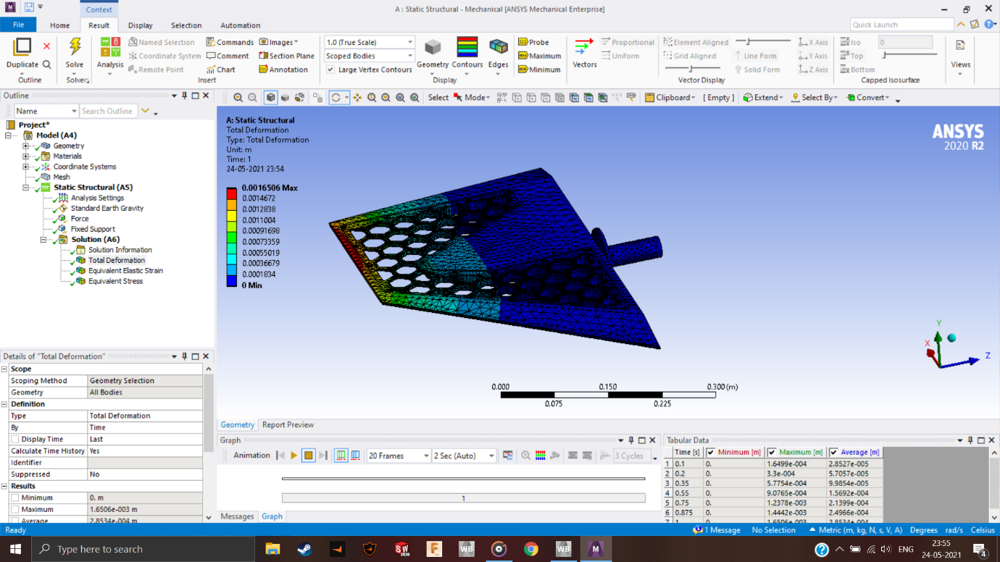 Context
A : Static Structural - Mechanical [ANSYS Mechanical Enterprise]
File Home Result Display Selection Automation Quick Launch
Named Selection Commands Images 1.0 (True Scale) Probe Proportional Element Aligned X Axis Iso 0
Coordinate System Comment Section Plane Scoped Bodies Maximum Uniform Grid Aligned Line Form Y Axis Top
Duplicate Solve Analysis Remote Point Chart Annotation Large Vertex Contours Geometry Contours Edges Minimum Vectors Solid Form Z Axis Bottom Views
Outline Solver Insert Display Vector Display Capped Isosurface
Outline
Select Mode Clipboard [ Empty ] Extend Select By Convert
Name Search Outline
Project*
Model (A4)
Geometry
Materials
Coordinate Systems
Mesh
Static Structural (A5)
Analysis Settings
Standard Earth Gravity
Force
Fixed Support
Solution (A6)
Solution Information
Total Deformation
Equivalent Elastic Strain
Equivalent Stress
A: Static Structural
Total Deformation
Type: Total Deformation
Unit: m
Time: 1
24-05-2021 23:54
0.0016506 Max
0.0014672
0.0012838
0.0011004
0.00091698
0.00073359
0.00055019
0.00036679
0.0001834
0 Min
ANSYS
2020 R2
Y
X
Z
0.000 0.150 0.300 (m)
0.075 0.225
Geometry Report Preview
Details of "Total Deformation"
Scope
Scoping Method Geometry Selection
Geometry All Bodies
Definition
Type Total Deformation
By Time
Display Time Last
Calculate Time History Yes
Identifier
Suppressed No
Results
Minimum 0. m
Maximum 1.6506e-003 m
Average 2.8534e-004 m
Graph
Animation 20 Frames 2 Sec (Auto) 3 Cycles
1
Messages Graph
Tabular Data
Time [s] Minimum [m] Maximum [m] Average [m]
1 0.1 0. 1.6499e-004 2.8527e-005
2 0.2 0. 3.3e-004 5.7057e-005
3 0.35 0. 5.7754e-004 9.9854e-005
4 0.55 0. 9.0765e-004 1.5692e-004
5 0.75 0. 1.2378e-003 2.1399e-004
6 0.875 0. 1.4442e-003 2.4966e-004
7 1. 0. 1.6506e-003 2.8534e-004
Ready 1 Message No Selection Metric (m, kg, N, s, V, A) Degrees rad/s Celsius
Type here to search
SW 2020 F WB WB M
ENG 23:55
24-05-2021 4